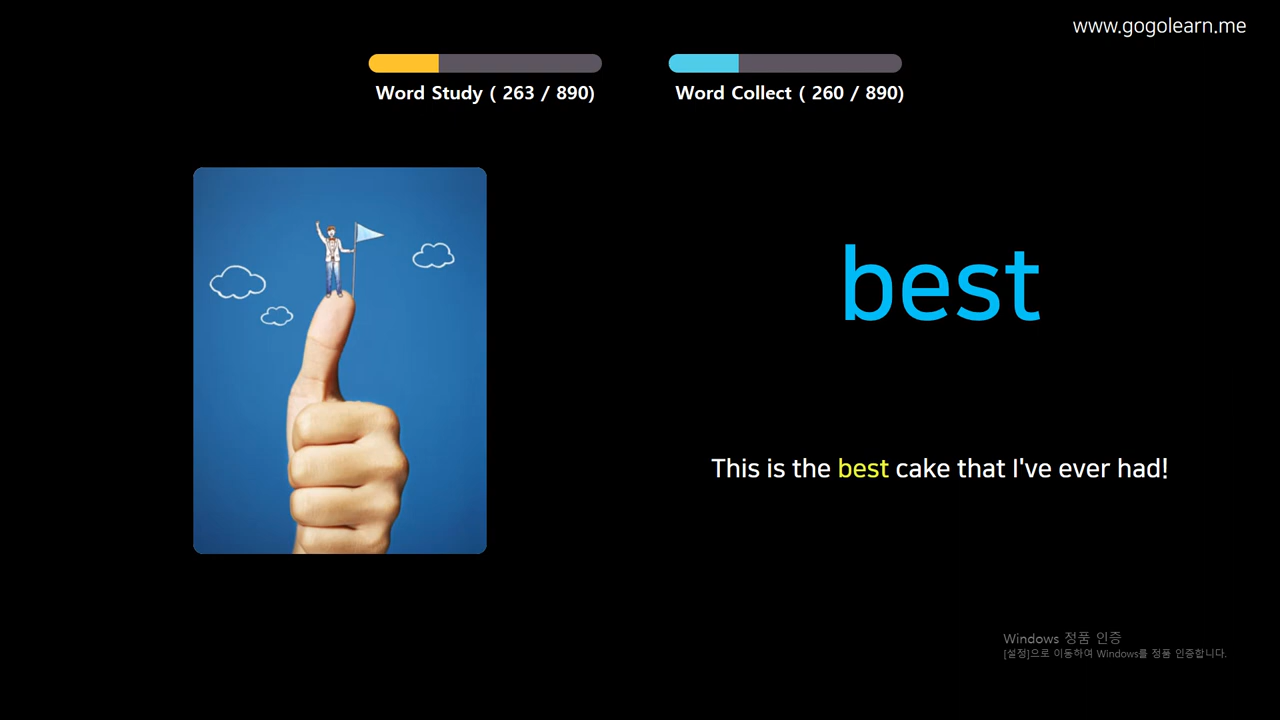 www.gogolearn.me
Word Study ( 263 / 890)
Word Collect ( 260 / 890)
best
This is the best cake that I've ever had!
Windows 정품 인증
[설정]으로 이동하여 Windows를 정품 인증합니다.